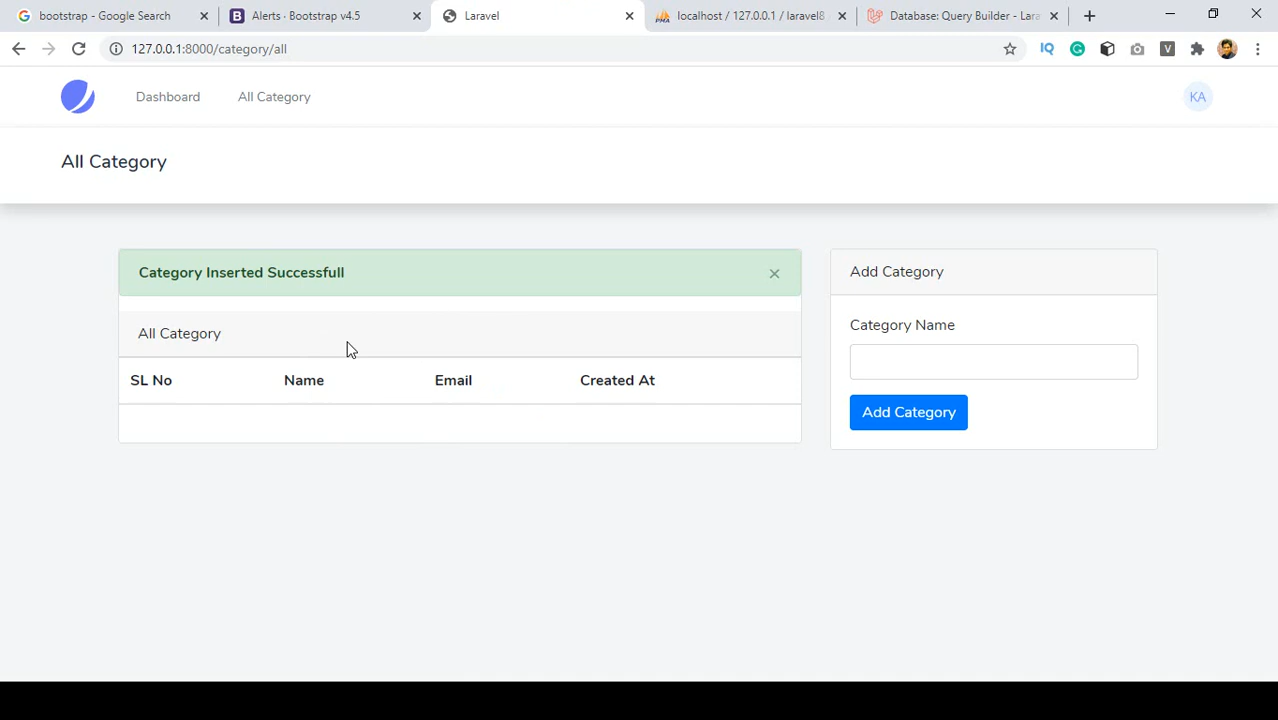 bootstrap - Google Search
Alerts · Bootstrap v4.5
Laravel
localhost / 127.0.0.1 / laravel8
Database: Query Builder - Lara
127.0.0.1:8000/category/all
Dashboard
All Category
KA
All Category
Category Inserted Successfull
×
All Category
SL No
Name
Email
Created At
Add Category
Category Name
Add Category